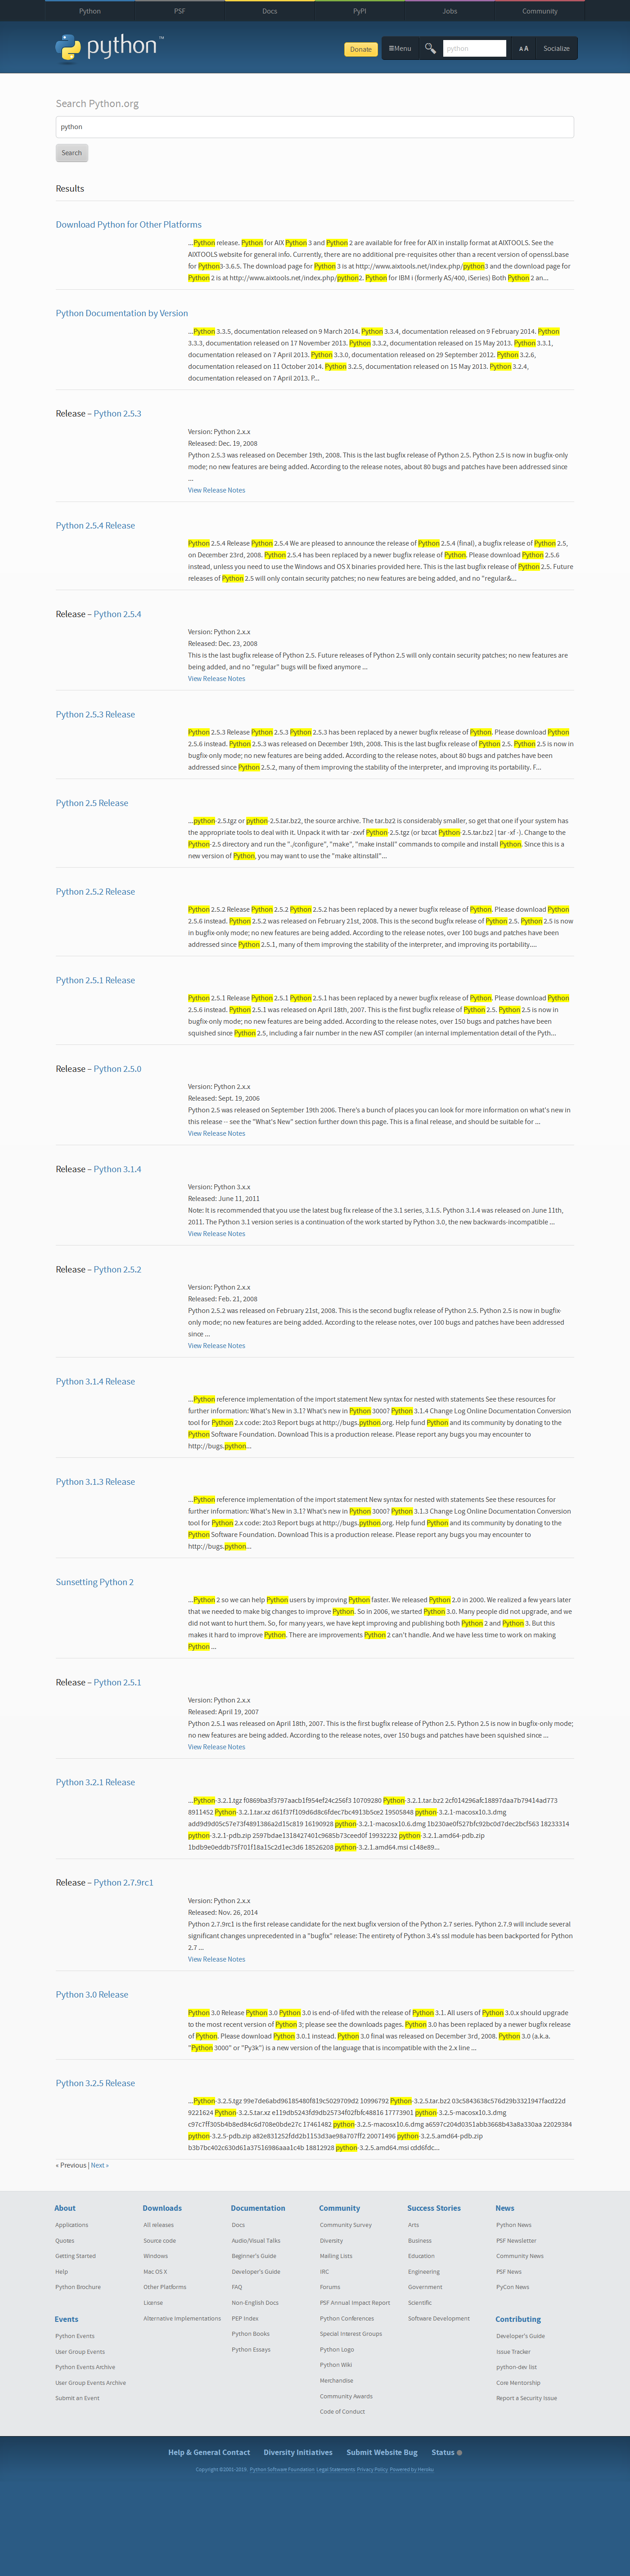 Python PSF Docs PyPI Jobs Community
python™
Donate ≡Menu python A A Socialize
Search Python.org
python
Search
Results
Download Python for Other Platforms
...Python release. Python for AIX Python 3 and Python 2 are available for free for AIX in installp format at AIXTOOLS. See the
AIXTOOLS website for general info. Currently, there are no additional pre-requisites other than a recent version of openssl.base
for Python3-3.6.5. The download page for Python 3 is at http://www.aixtools.net/index.php/python3 and the download page for
Python 2 is at http://www.aixtools.net/index.php/python2. Python for IBM i (formerly AS/400, iSeries) Both Python 2 an...
Python Documentation by Version
...Python 3.3.5, documentation released on 9 March 2014. Python 3.3.4, documentation released on 9 February 2014. Python
3.3.3, documentation released on 17 November 2013. Python 3.3.2, documentation released on 15 May 2013. Python 3.3.1,
documentation released on 7 April 2013. Python 3.3.0, documentation released on 29 September 2012. Python 3.2.6,
documentation released on 11 October 2014. Python 3.2.5, documentation released on 15 May 2013. Python 3.2.4,
documentation released on 7 April 2013. P...
Release – Python 2.5.3
Version: Python 2.x.x
Released: Dec. 19, 2008
Python 2.5.3 was released on December 19th, 2008. This is the last bugfix release of Python 2.5. Python 2.5 is now in bugfix-only
mode; no new features are being added. According to the release notes, about 80 bugs and patches have been addressed since
...
View Release Notes
Python 2.5.4 Release
Python 2.5.4 Release Python 2.5.4 We are pleased to announce the release of Python 2.5.4 (final), a bugfix release of Python 2.5,
on December 23rd, 2008. Python 2.5.4 has been replaced by a newer bugfix release of Python. Please download Python 2.5.6
instead, unless you need to use the Windows and OS X binaries provided here. This is the last bugfix release of Python 2.5. Future
releases of Python 2.5 will only contain security patches; no new features are being added, and no "regular&...
Release – Python 2.5.4
Version: Python 2.x.x
Released: Dec. 23, 2008
This is the last bugfix release of Python 2.5. Future releases of Python 2.5 will only contain security patches; no new features are
being added, and no "regular" bugs will be fixed anymore ...
View Release Notes
Python 2.5.3 Release
Python 2.5.3 Release Python 2.5.3 Python 2.5.3 has been replaced by a newer bugfix release of Python. Please download Python
2.5.6 instead. Python 2.5.3 was released on December 19th, 2008. This is the last bugfix release of Python 2.5. Python 2.5 is now in
bugfix-only mode; no new features are being added. According to the release notes, about 80 bugs and patches have been
addressed since Python 2.5.2, many of them improving the stability of the interpreter, and improving its portability. F...
Python 2.5 Release
...python-2.5.tgz or python-2.5.tar.bz2, the source archive. The tar.bz2 is considerably smaller, so get that one if your system has
the appropriate tools to deal with it. Unpack it with tar -zxvf Python-2.5.tgz (or bzcat Python-2.5.tar.bz2 | tar -xf -). Change to the
Python-2.5 directory and run the "./configure", "make", "make install" commands to compile and install Python. Since this is a
new version of Python, you may want to use the "make altinstall"...
Python 2.5.2 Release
Python 2.5.2 Release Python 2.5.2 Python 2.5.2 has been replaced by a newer bugfix release of Python. Please download Python
2.5.6 instead. Python 2.5.2 was released on February 21st, 2008. This is the second bugfix release of Python 2.5. Python 2.5 is now
in bugfix-only mode; no new features are being added. According to the release notes, over 100 bugs and patches have been
addressed since Python 2.5.1, many of them improving the stability of the interpreter, and improving its portability....
Python 2.5.1 Release
Python 2.5.1 Release Python 2.5.1 Python 2.5.1 has been replaced by a newer bugfix release of Python. Please download Python
2.5.6 instead. Python 2.5.1 was released on April 18th, 2007. This is the first bugfix release of Python 2.5. Python 2.5 is now in
bugfix-only mode; no new features are being added. According to the release notes, over 150 bugs and patches have been
squished since Python 2.5, including a fair number in the new AST compiler (an internal implementation detail of the Pyth...
Release – Python 2.5.0
Version: Python 2.x.x
Released: Sept. 19, 2006
Python 2.5 was released on September 19th 2006. There's a bunch of places you can look for more information on what's new in
this release -- see the "What's New" section further down this page. This is a final release, and should be suitable for ...
View Release Notes
Release – Python 3.1.4
Version: Python 3.x.x
Released: June 11, 2011
Note: It is recommended that you use the latest bug fix release of the 3.1 series, 3.1.5. Python 3.1.4 was released on June 11th,
2011. The Python 3.1 version series is a continuation of the work started by Python 3.0, the new backwards-incompatible ...
View Release Notes
Release – Python 2.5.2
Version: Python 2.x.x
Released: Feb. 21, 2008
Python 2.5.2 was released on February 21st, 2008. This is the second bugfix release of Python 2.5. Python 2.5 is now in bugfix-
only mode; no new features are being added. According to the release notes, over 100 bugs and patches have been addressed
since ...
View Release Notes
Python 3.1.4 Release
...Python reference implementation of the import statement New syntax for nested with statements See these resources for
further information: What's New in 3.1? What's new in Python 3000? Python 3.1.4 Change Log Online Documentation Conversion
tool for Python 2.x code: 2to3 Report bugs at http://bugs.python.org. Help fund Python and its community by donating to the
Python Software Foundation. Download This is a production release. Please report any bugs you may encounter to
http://bugs.python...
Python 3.1.3 Release
...Python reference implementation of the import statement New syntax for nested with statements See these resources for
further information: What's New in 3.1? What's new in Python 3000? Python 3.1.3 Change Log Online Documentation Conversion
tool for Python 2.x code: 2to3 Report bugs at http://bugs.python.org. Help fund Python and its community by donating to the
Python Software Foundation. Download This is a production release. Please report any bugs you may encounter to
http://bugs.python...
Sunsetting Python 2
...Python 2 so we can help Python users by improving Python faster. We released Python 2.0 in 2000. We realized a few years later
that we needed to make big changes to improve Python. So in 2006, we started Python 3.0. Many people did not upgrade, and we
did not want to hurt them. So, for many years, we have kept improving and publishing both Python 2 and Python 3. But this
makes it hard to improve Python. There are improvements Python 2 can't handle. And we have less time to work on making
Python ...
Release – Python 2.5.1
Version: Python 2.x.x
Released: April 19, 2007
Python 2.5.1 was released on April 18th, 2007. This is the first bugfix release of Python 2.5. Python 2.5 is now in bugfix-only mode;
no new features are being added. According to the release notes, over 150 bugs and patches have been squished since ...
View Release Notes
Python 3.2.1 Release
...Python-3.2.1.tgz f0869ba3f3797aacb1f954ef24c256f3 10709280 Python-3.2.1.tar.bz2 2cf014296afc18897daa7b79414ad773
8911452 Python-3.2.1.tar.xz d61f37f109d6d8c6fdec7bc4913b5ce2 19505848 python-3.2.1-macosx10.3.dmg
add9d9d05c57e73f4891386a2d15c819 16190928 python-3.2.1-macosx10.6.dmg 1b230ae0f527bfc92bc0d7dec2bcf563 18233314
python-3.2.1-pdb.zip 2597bdae1318427401c9685b73ceed0f 19932232 python-3.2.1.amd64-pdb.zip
1bdb9e0eddb75f701f18a15c2d1ec3d6 18526208 python-3.2.1.amd64.msi c148e89...
Release – Python 2.7.9rc1
Version: Python 2.x.x
Released: Nov. 26, 2014
Python 2.7.9rc1 is the first release candidate for the next bugfix version of the Python 2.7 series. Python 2.7.9 will include several
significant changes unprecedented in a "bugfix" release: The entirety of Python 3.4's ssl module has been backported for Python
2.7 ...
View Release Notes
Python 3.0 Release
Python 3.0 Release Python 3.0 Python 3.0 is end-of-lifed with the release of Python 3.1. All users of Python 3.0.x should upgrade
to the most recent version of Python 3; please see the downloads pages. Python 3.0 has been replaced by a newer bugfix release
of Python. Please download Python 3.0.1 instead. Python 3.0 final was released on December 3rd, 2008. Python 3.0 (a.k.a.
"Python 3000" or "Py3k") is a new version of the language that is incompatible with the 2.x line ...
Python 3.2.5 Release
...Python-3.2.5.tgz 99e7de6abd96185480f819c5029709d2 10996792 Python-3.2.5.tar.bz2 03c5843638c576d29b3321947facd22d
9221624 Python-3.2.5.tar.xz e119db5243fd9db25734f02fbfc48816 17773901 python-3.2.5-macosx10.3.dmg
c97c7ff305b4b8ed84c6d708e0bde27c 17461482 python-3.2.5-macosx10.6.dmg a6597c204d0351abb3668b43a8a330aa 22029384
python-3.2.5-pdb.zip a82e831252fdd2b1153d3ae98a707ff2 20071496 python-3.2.5.amd64-pdb.zip
b3b7bc402c630d61a37516986aaa1c4b 18812928 python-3.2.5.amd64.msi cdd6fdc...
« Previous | Next »
About
Applications
Quotes
Getting Started
Help
Python Brochure
Downloads
All releases
Source code
Windows
Mac OS X
Other Platforms
License
Alternative Implementations
Documentation
Docs
Audio/Visual Talks
Beginner's Guide
Developer's Guide
FAQ
Non-English Docs
PEP Index
Python Books
Python Essays
Community
Community Survey
Diversity
Mailing Lists
IRC
Forums
PSF Annual Impact Report
Python Conferences
Special Interest Groups
Python Logo
Python Wiki
Merchandise
Community Awards
Code of Conduct
Success Stories
Arts
Business
Education
Engineering
Government
Scientific
Software Development
News
Python News
PSF Newsletter
Community News
PSF News
PyCon News
Events
Python Events
User Group Events
Python Events Archive
User Group Events Archive
Submit an Event
Contributing
Developer's Guide
Issue Tracker
python-dev list
Core Mentorship
Report a Security Issue
Help & General Contact Diversity Initiatives Submit Website Bug Status
Copyright ©2001-2019. Python Software Foundation Legal Statements Privacy Policy Powered by Heroku